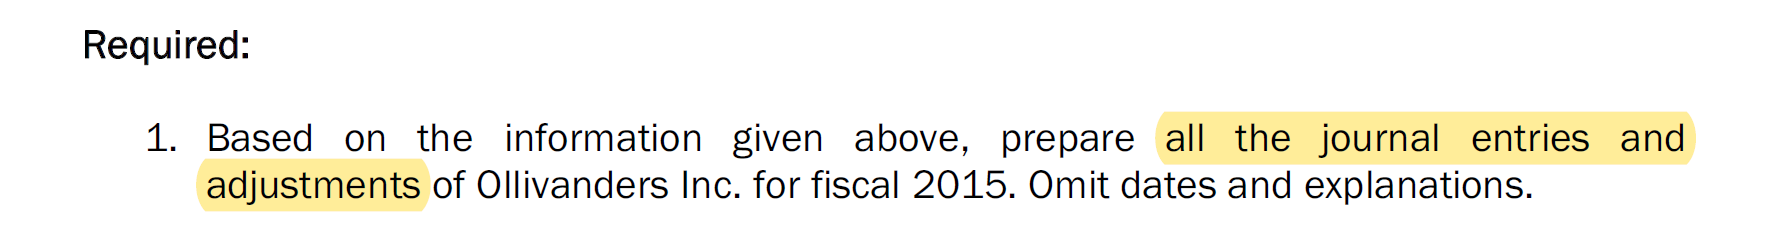 Required:
1. Based on the information given above, prepare all the journal entries and
adjustments of Ollivanders Inc. for fiscal 2015. Omit dates and explanations.